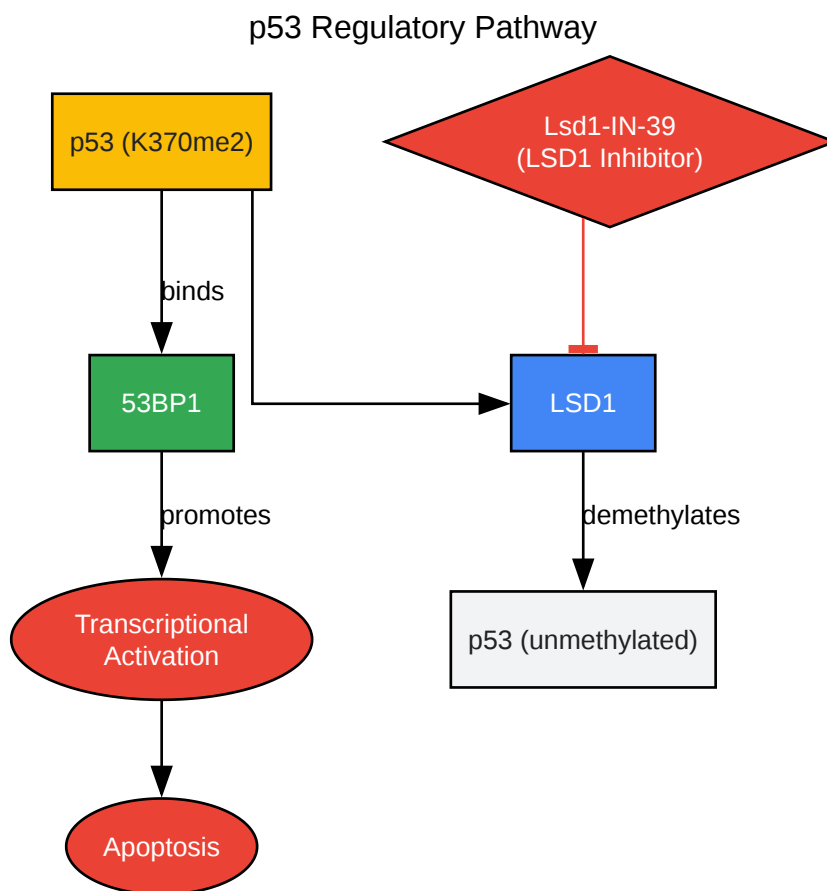 p53 Regulatory Pathway
p53 (K370me2)
Lsd1-IN-39
(LSD1 Inhibitor)
binds
53BP1
LSD1
promotes
demethylates
Transcriptional
Activation
p53 (unmethylated)
Apoptosis